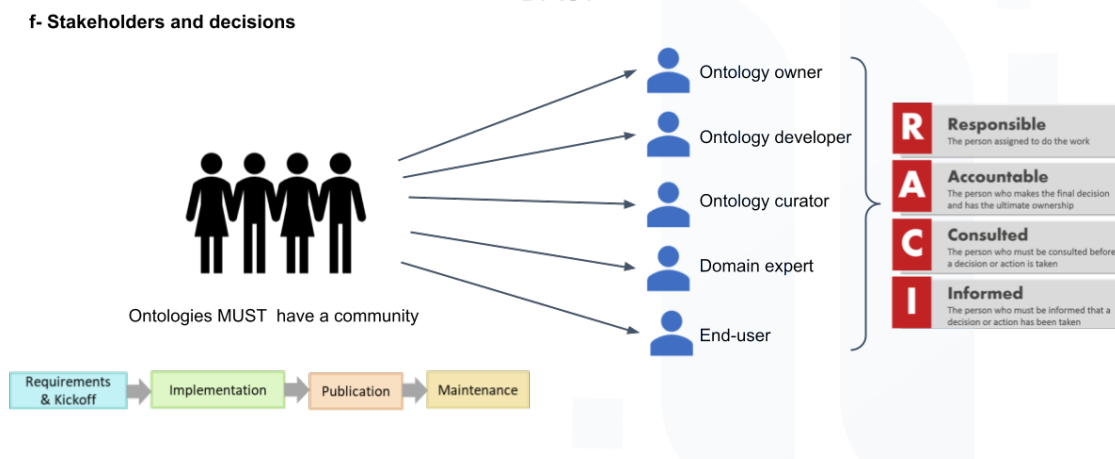 f- Stakeholders and decisions
Ontology owner
Ontology developer
Ontology curator
Domain expert
End-user
Ontologies MUST have a community
R
Responsible
The person assigned to do the work
A
Accountable
The person who makes the final decision
and has the ultimate ownership
C
Consulted
The person who must be consulted before
a decision or action is taken
I
Informed
The person who must be informed that a
decision or action has been taken
Requirements
& Kickoff
Implementation
Publication
Maintenance